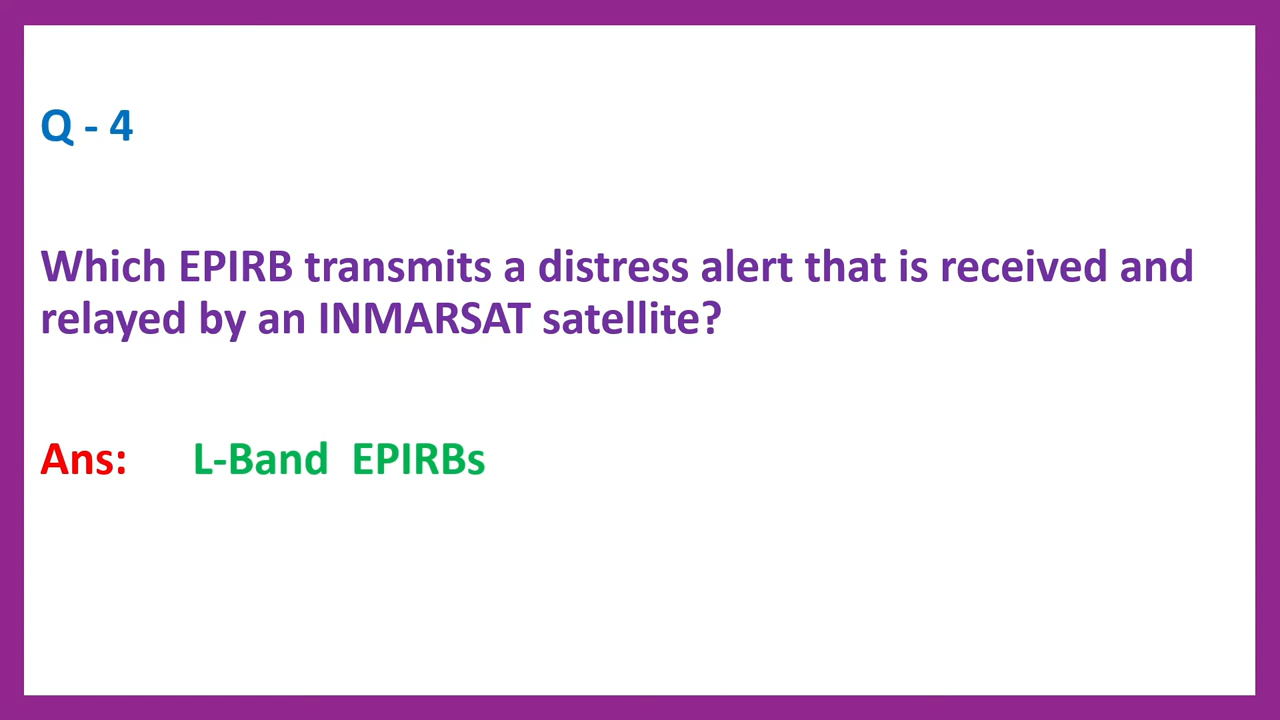 Q - 4
Which EPIRB transmits a distress alert that is received and
relayed by an INMARSAT satellite?
Ans: L-Band EPIRBs